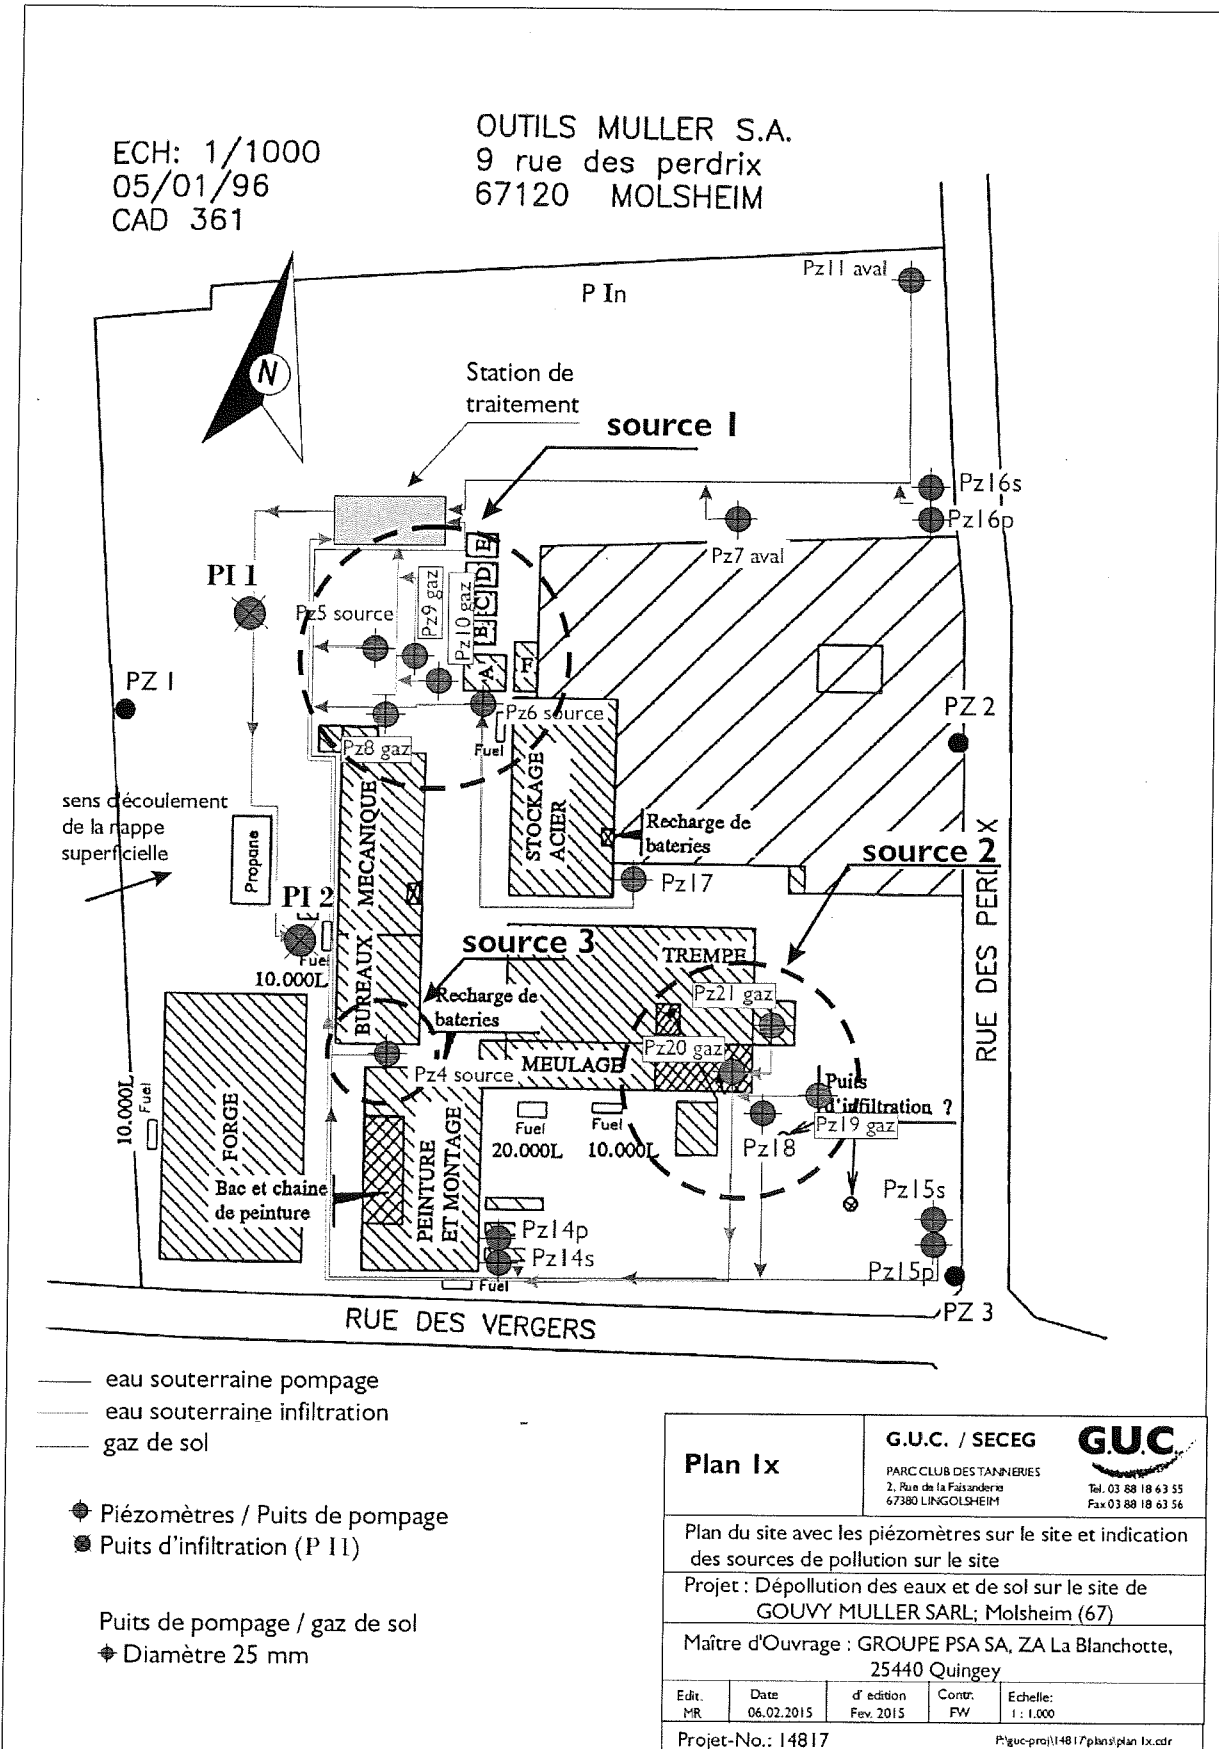 ECH: 1/1000
05/01/96
CAD 361
OUTILS MULLER S.A.
9 rue des perdrix
67120 MOLSHEIM
Pz11 aval
P In
N
Station de
traitement
source 1
Pz16s
Pz16p
Pz7 aval
E
D
C
B
A
F
PI 1
Pz5 source
Pz9 gaz
Pz10 gaz
PZ 1
PZ 2
Pz6 source
Fuel
Pz8 gaz
sens d'écoulement
de la nappe
superficielle
Propane
MECANIQUE
STOCKAGE
ACIER
Recharge de
bateries
source 2
Pz17
RUE DES PERDRIX
PI 2
Fuel
10.000L
BUREAUX
source 3
Recharge de
bateries
TREMPE
Pz21 gaz
Pz20 gaz
MEULAGE
Pz4 source
Puits
d'infiltration ?
Pz19 gaz
Pz18
10.000L
Fuel
FORGE
Fuel
20.000L
Fuel
10.000L
PEINTURE
ET MONTAGE
Bac et chaine
de peinture
Pz14p
Pz14s
Fuel
Pz15s
Pz15p
PZ 3
RUE DES VERGERS
eau souterraine pompage
eau souterraine infiltration
gaz de sol
Piézomètres / Puits de pompage
Puits d'infiltration (P I1)
Puits de pompage / gaz de sol
Diamètre 25 mm
Plan 1x
G.U.C. / SECEG
PARC CLUB DES TANNERIES
2, Rue de la Faisanderie
67380 LINGOLSHEIM
G.U.C.
Tel. 03 88 18 63 55
Fax 03 88 18 63 56
Plan du site avec les piézomètres sur le site et indication
des sources de pollution sur le site
Projet : Dépollution des eaux et de sol sur le site de
GOUVY MULLER SARL; Molsheim (67)
Maître d'Ouvrage : GROUPE PSA SA, ZA La Blanchotte,
25440 Quingey
Edit. Date d' edition Contr. Echelle:
MR 06.02.2015 Fev. 2015 FW 1 : 1.000
Projet-No.: 14817
P:\guc-proj\14817\plans\plan 1x.cdr